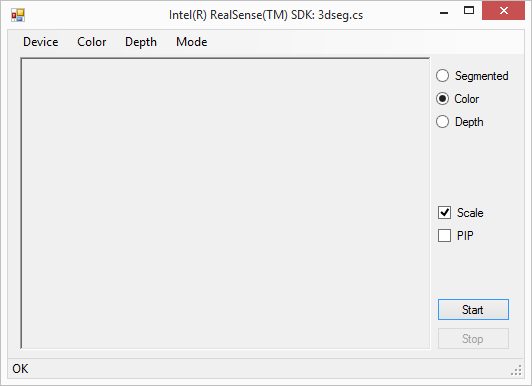 Intel(R) RealSense(TM) SDK: 3dseg.cs
Device Color Depth Mode
Segmented
Color
Depth
Scale
PIP
Start
Stop
OK